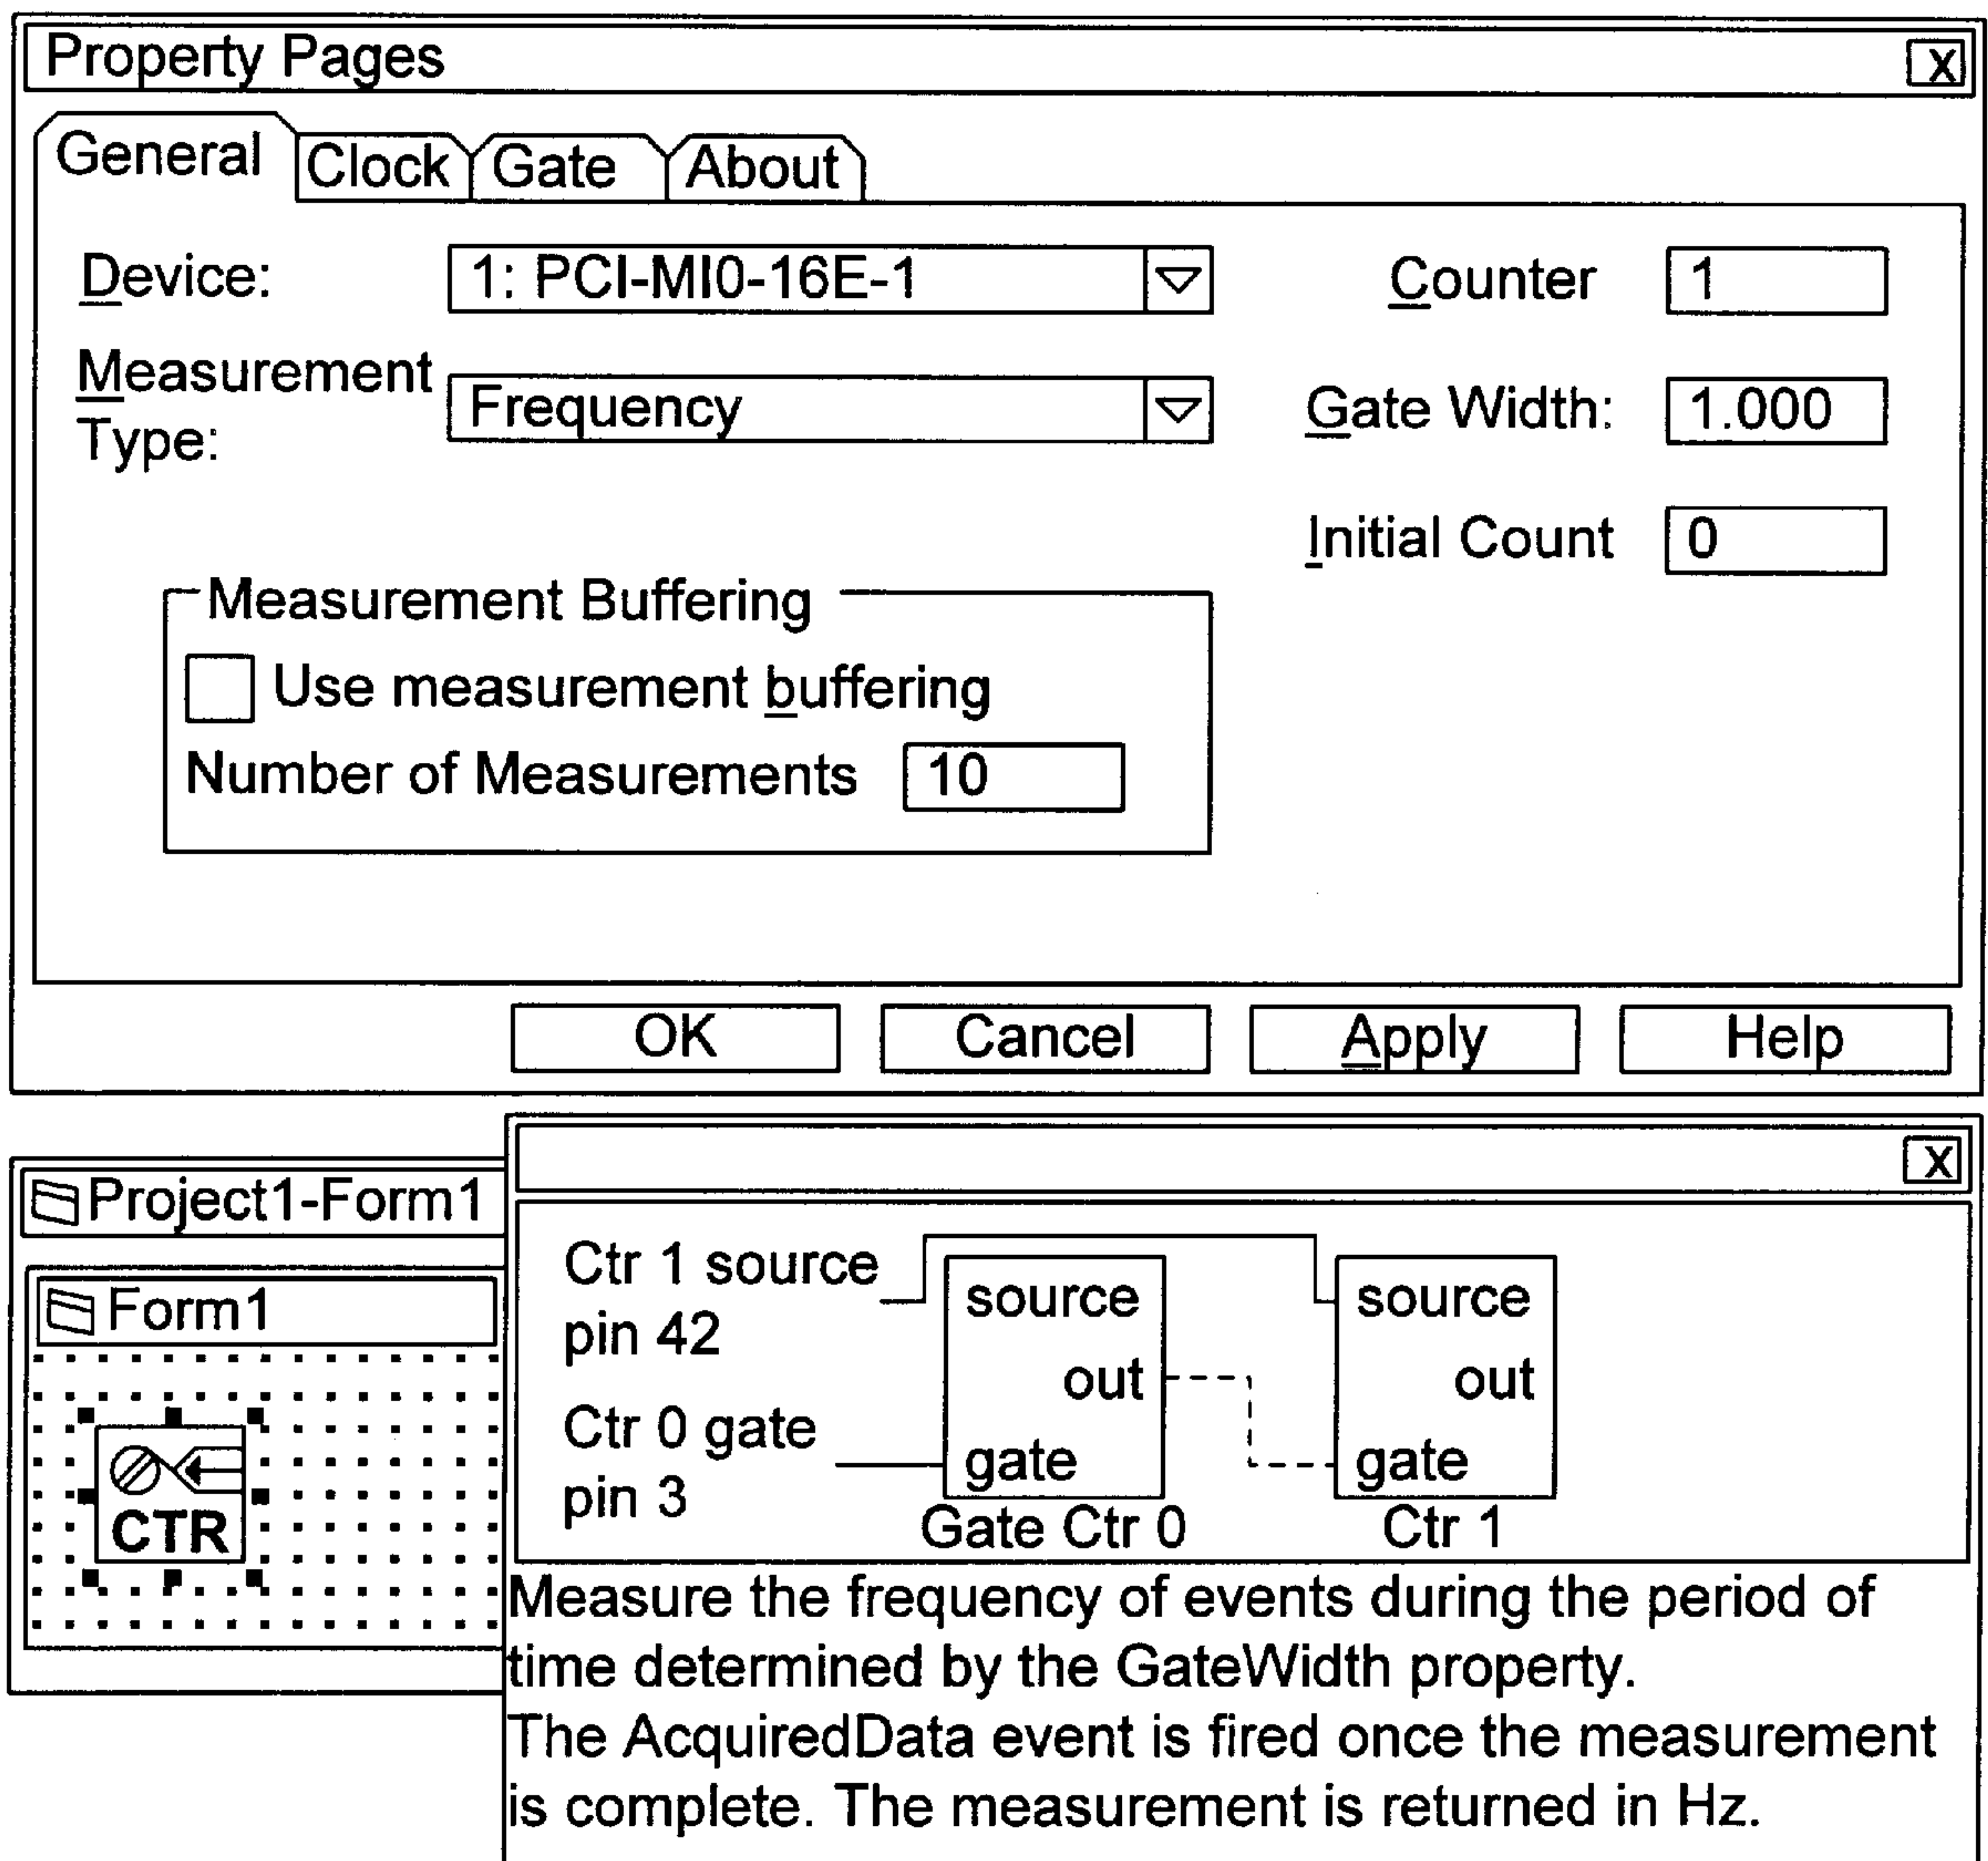 Property Pages X
General Clock Gate About
Device: 1: PCI-MI0-16E-1 Counter 1
Measurement Type: Frequency Gate Width: 1.000
Initial Count 0
Measurement Buffering
Use measurement buffering
Number of Measurements 10
OK Cancel Apply Help
X
Project1-Form1
Form1
CTR
Ctr 1 source
pin 42
Ctr 0 gate
pin 3
source
out
gate
Gate Ctr 0
source
out
gate
Ctr 1
Measure the frequency of events during the period of
time determined by the GateWidth property.
The AcquiredData event is fired once the measurement
is complete. The measurement is returned in Hz.